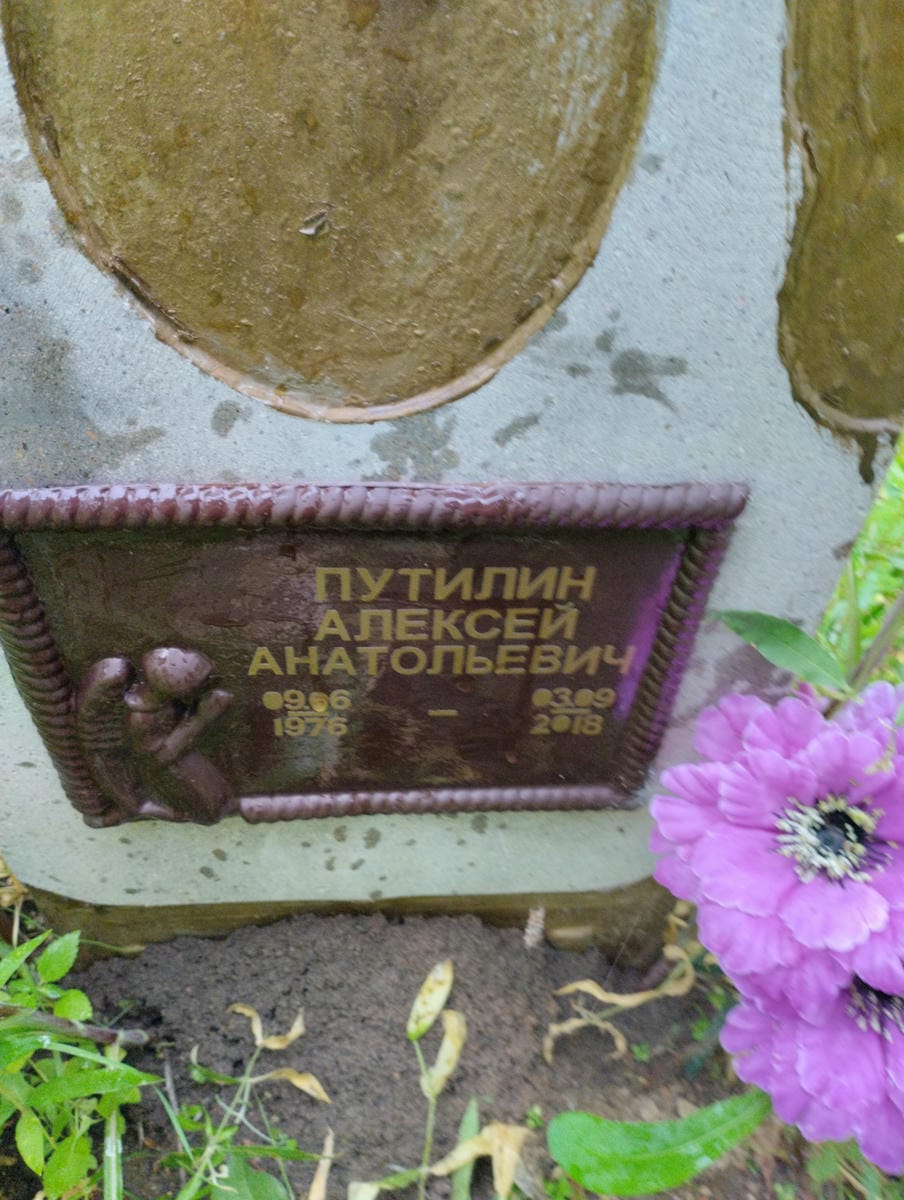 ПУТИЛИН
АЛЕКСЕЙ
АНАТОЛЬЕВИЧ
09.06 03.09
1976 – 2018